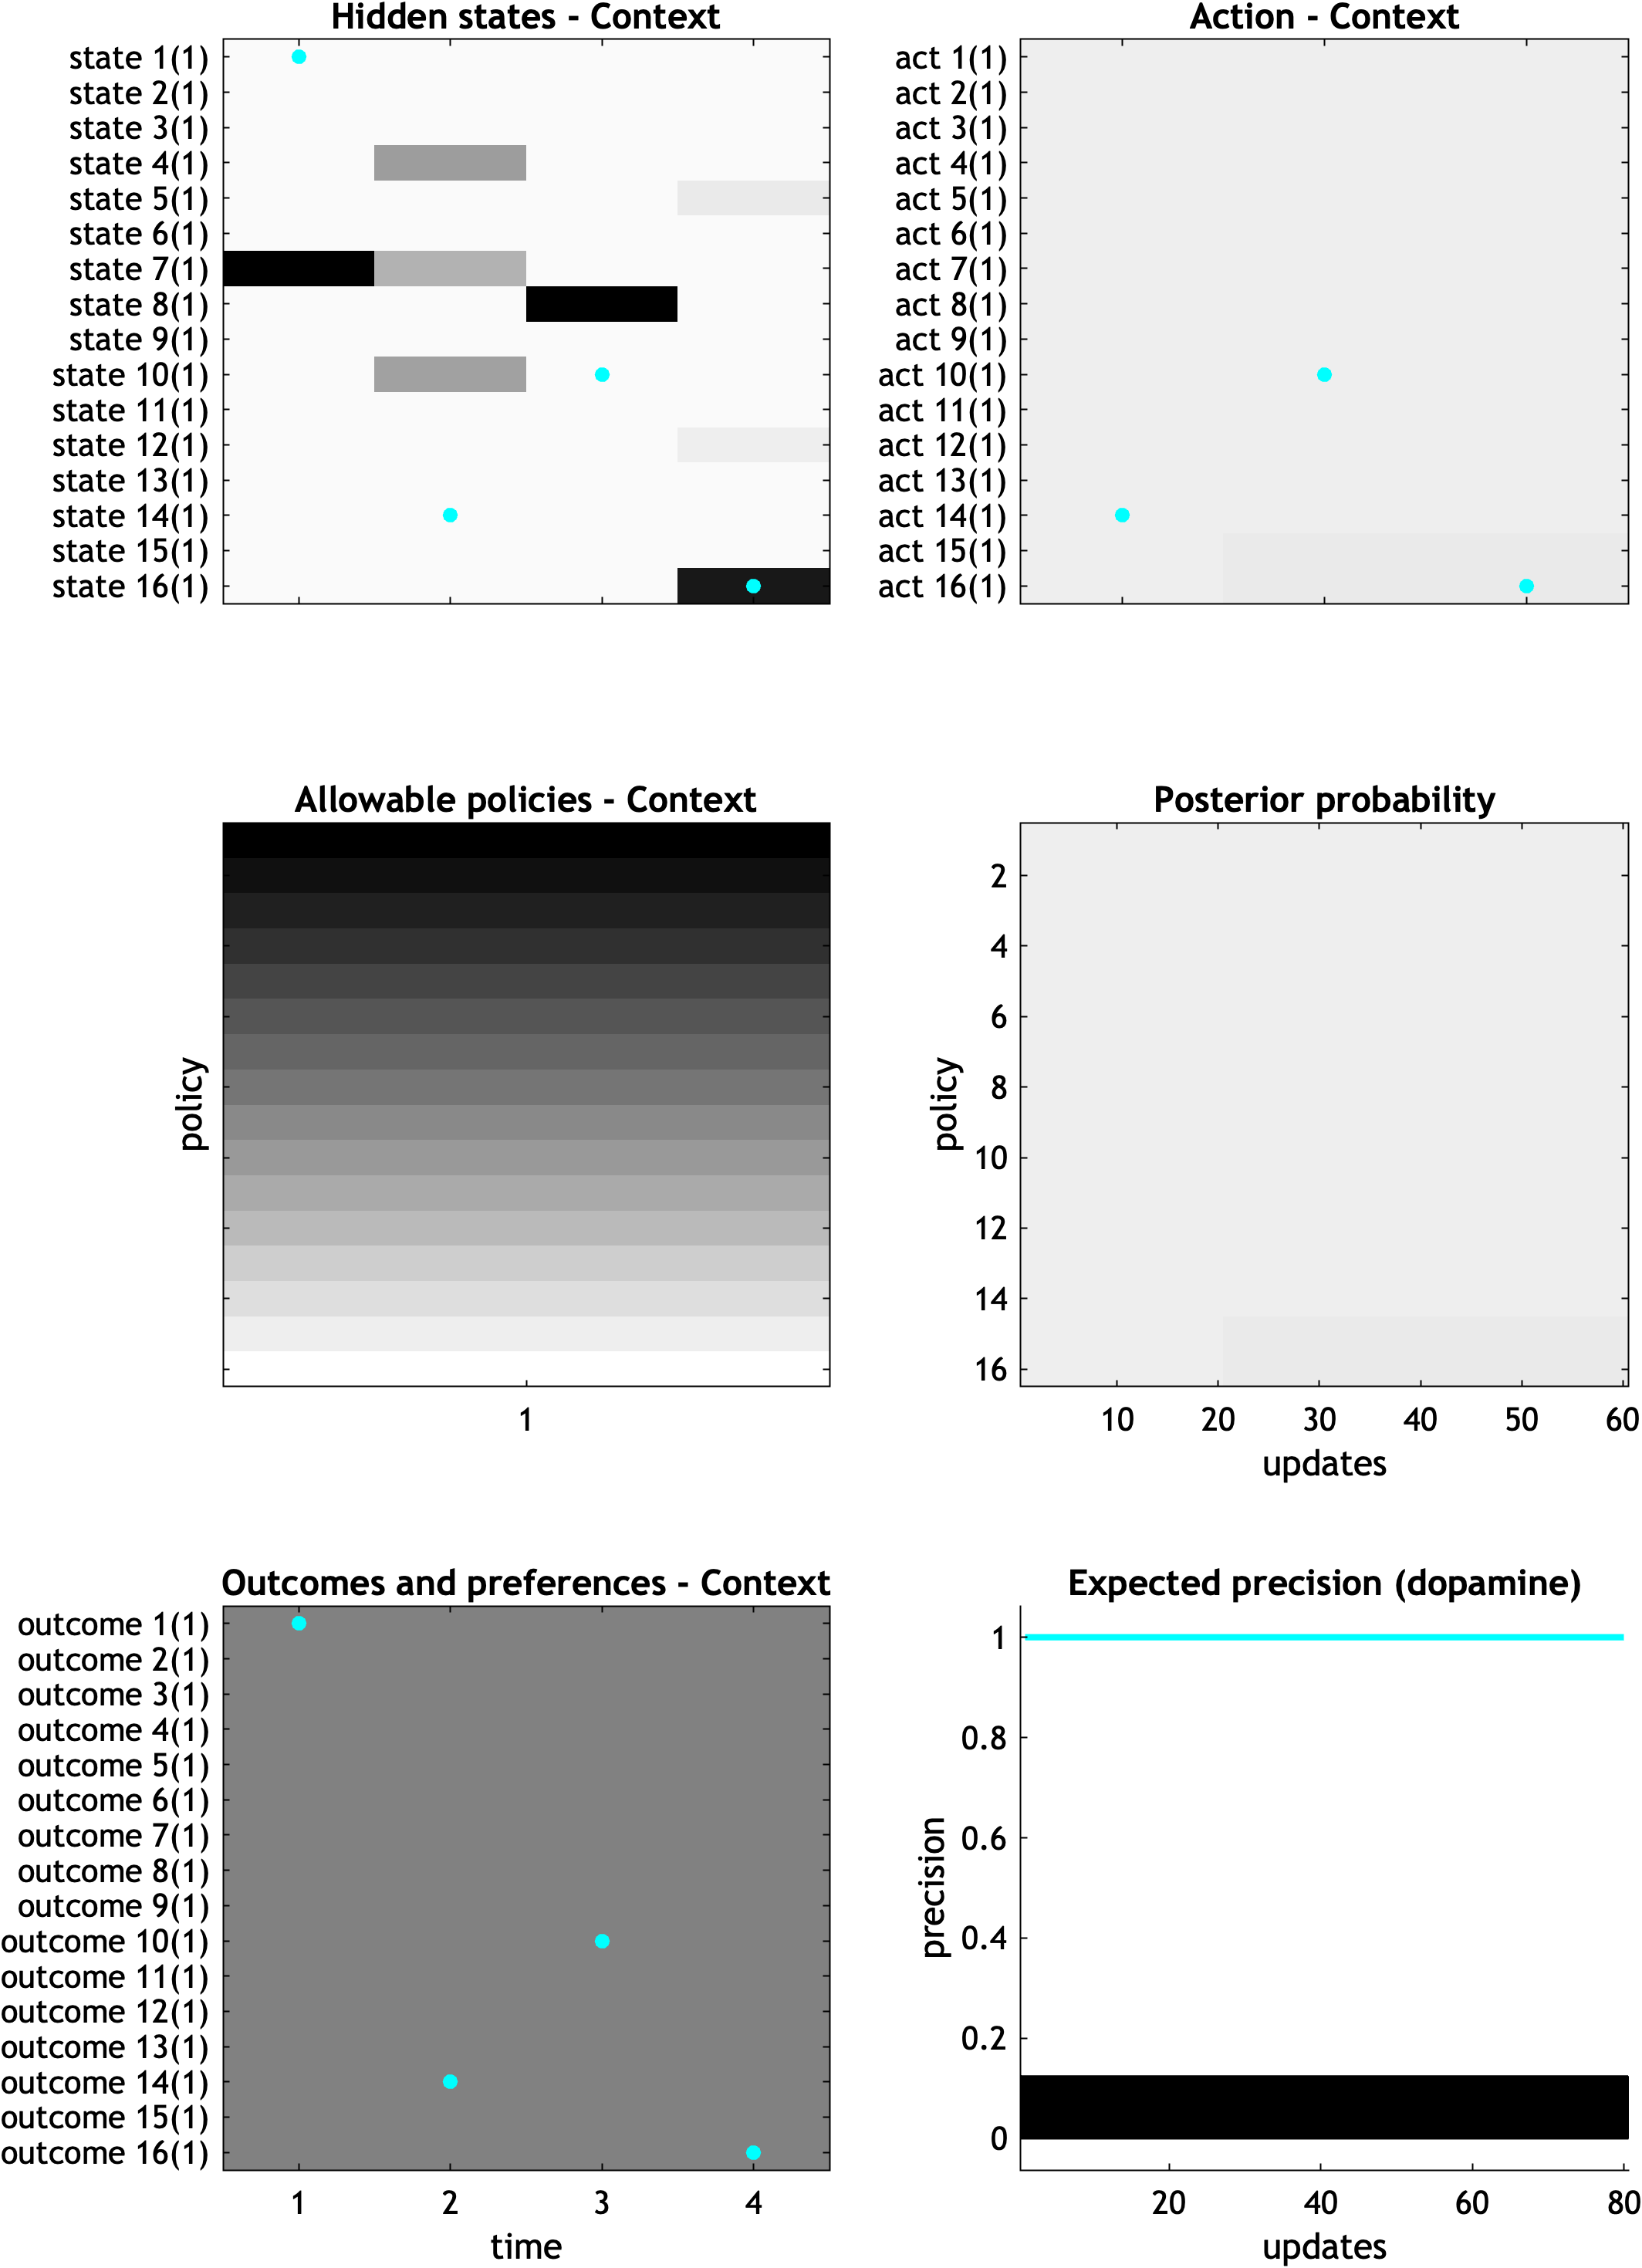 Hidden states - Context
state 1(1)
state 2(1)
state 3(1)
state 4(1)
state 5(1)
state 6(1)
state 7(1)
state 8(1)
state 9(1)
state 10(1)
state 11(1)
state 12(1)
state 13(1)
state 14(1)
state 15(1)
state 16(1)
Action - Context
act 1(1)
act 2(1)
act 3(1)
act 4(1)
act 5(1)
act 6(1)
act 7(1)
act 8(1)
act 9(1)
act 10(1)
act 11(1)
act 12(1)
act 13(1)
act 14(1)
act 15(1)
act 16(1)
Allowable policies - Context
policy
1
Posterior probability
policy
2
4
6
8
10
12
14
16
10 20 30 40 50 60
updates
Outcomes and preferences - Context
outcome 1(1)
outcome 2(1)
outcome 3(1)
outcome 4(1)
outcome 5(1)
outcome 6(1)
outcome 7(1)
outcome 8(1)
outcome 9(1)
outcome 10(1)
outcome 11(1)
outcome 12(1)
outcome 13(1)
outcome 14(1)
outcome 15(1)
outcome 16(1)
1 2 3 4
time
Expected precision (dopamine)
precision
1
0.8
0.6
0.4
0.2
0
20 40 60 80
updates